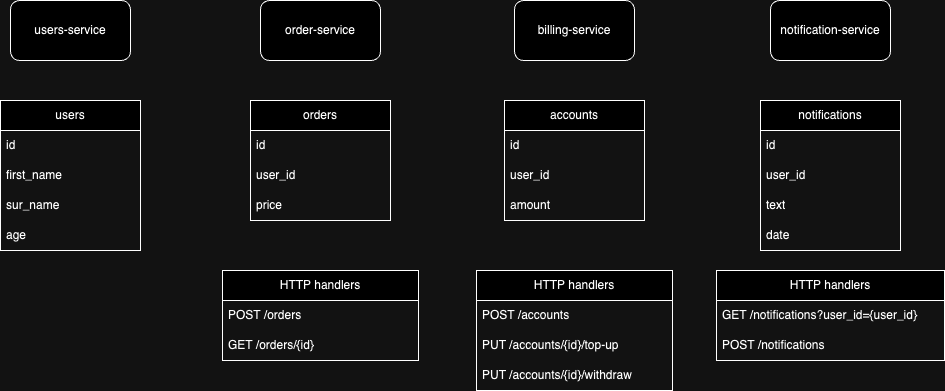 users-service
order-service
billing-service
notification-service
users
id
first_name
sur_name
age
orders
id
user_id
price
accounts
id
user_id
amount
notifications
id
user_id
text
date
HTTP handlers
POST /orders
GET /orders/{id}
HTTP handlers
POST /accounts
PUT /accounts/{id}/top-up
PUT /accounts/{id}/withdraw
HTTP handlers
GET /notifications?user_id={user_id}
POST /notifications